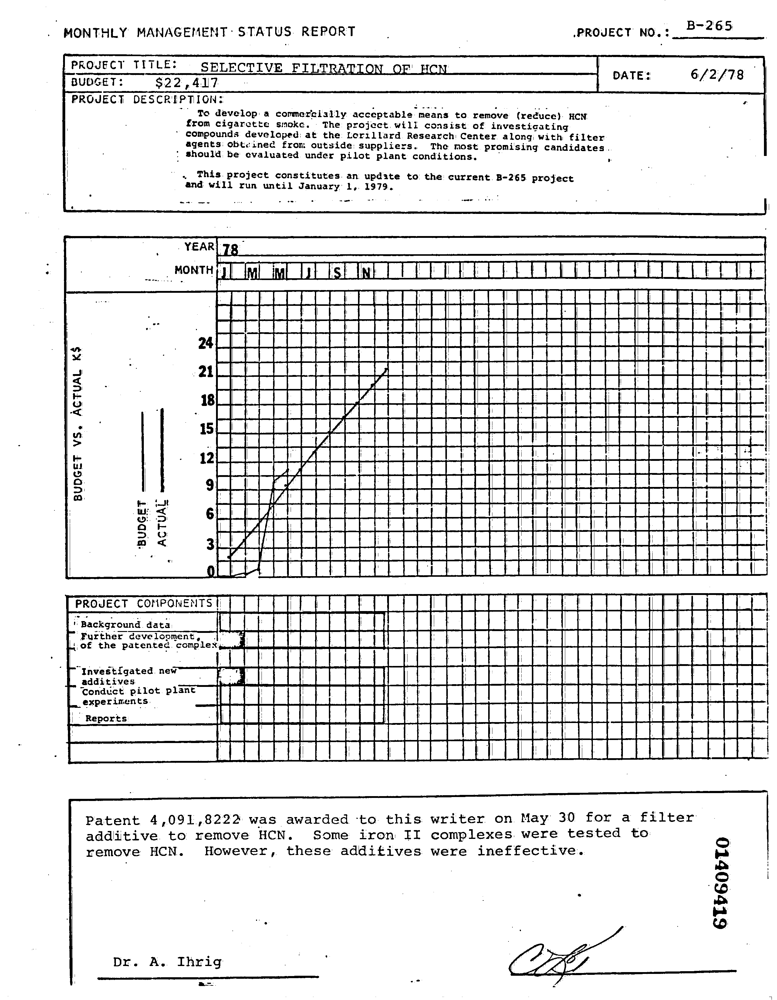 MONTHLY MANAGEMENT STATUS REPORT
PROJECT NO.: B-265
PROJECT TITLE: SELECTIVE FILTRATION OF HCN
BUDGET: $22,417
DATE: 6/2/78
PROJECT DESCRIPTION:
To develop a commercially acceptable means to remove (reduce) HCN
from cigarette smoke. The project will consist of investigating
compounds developed at the Lorillard Research Center along with filter
agents obtained from outside suppliers. The most promising candidates
should be evaluated under pilot plant conditions.
This project constitutes an update to the current B-265 project
and will run until January 1, 1979.
YEAR 78
MONTH J M M J S N
BUDGET VS. ACTUAL K$
BUDGET
ACTUAL
24
21
18
15
12
9
6
3
0
PROJECT COMPONENTS
Background data
Further development
of the patented complex
Investigated new
additives
Conduct pilot plant
experiments
Reports
Patent 4,091,8222 was awarded to this writer on May 30 for a filter
additive to remove HCN. Some iron II complexes were tested to
remove HCN. However, these additives were ineffective.
01409419
Dr. A. Ihrig